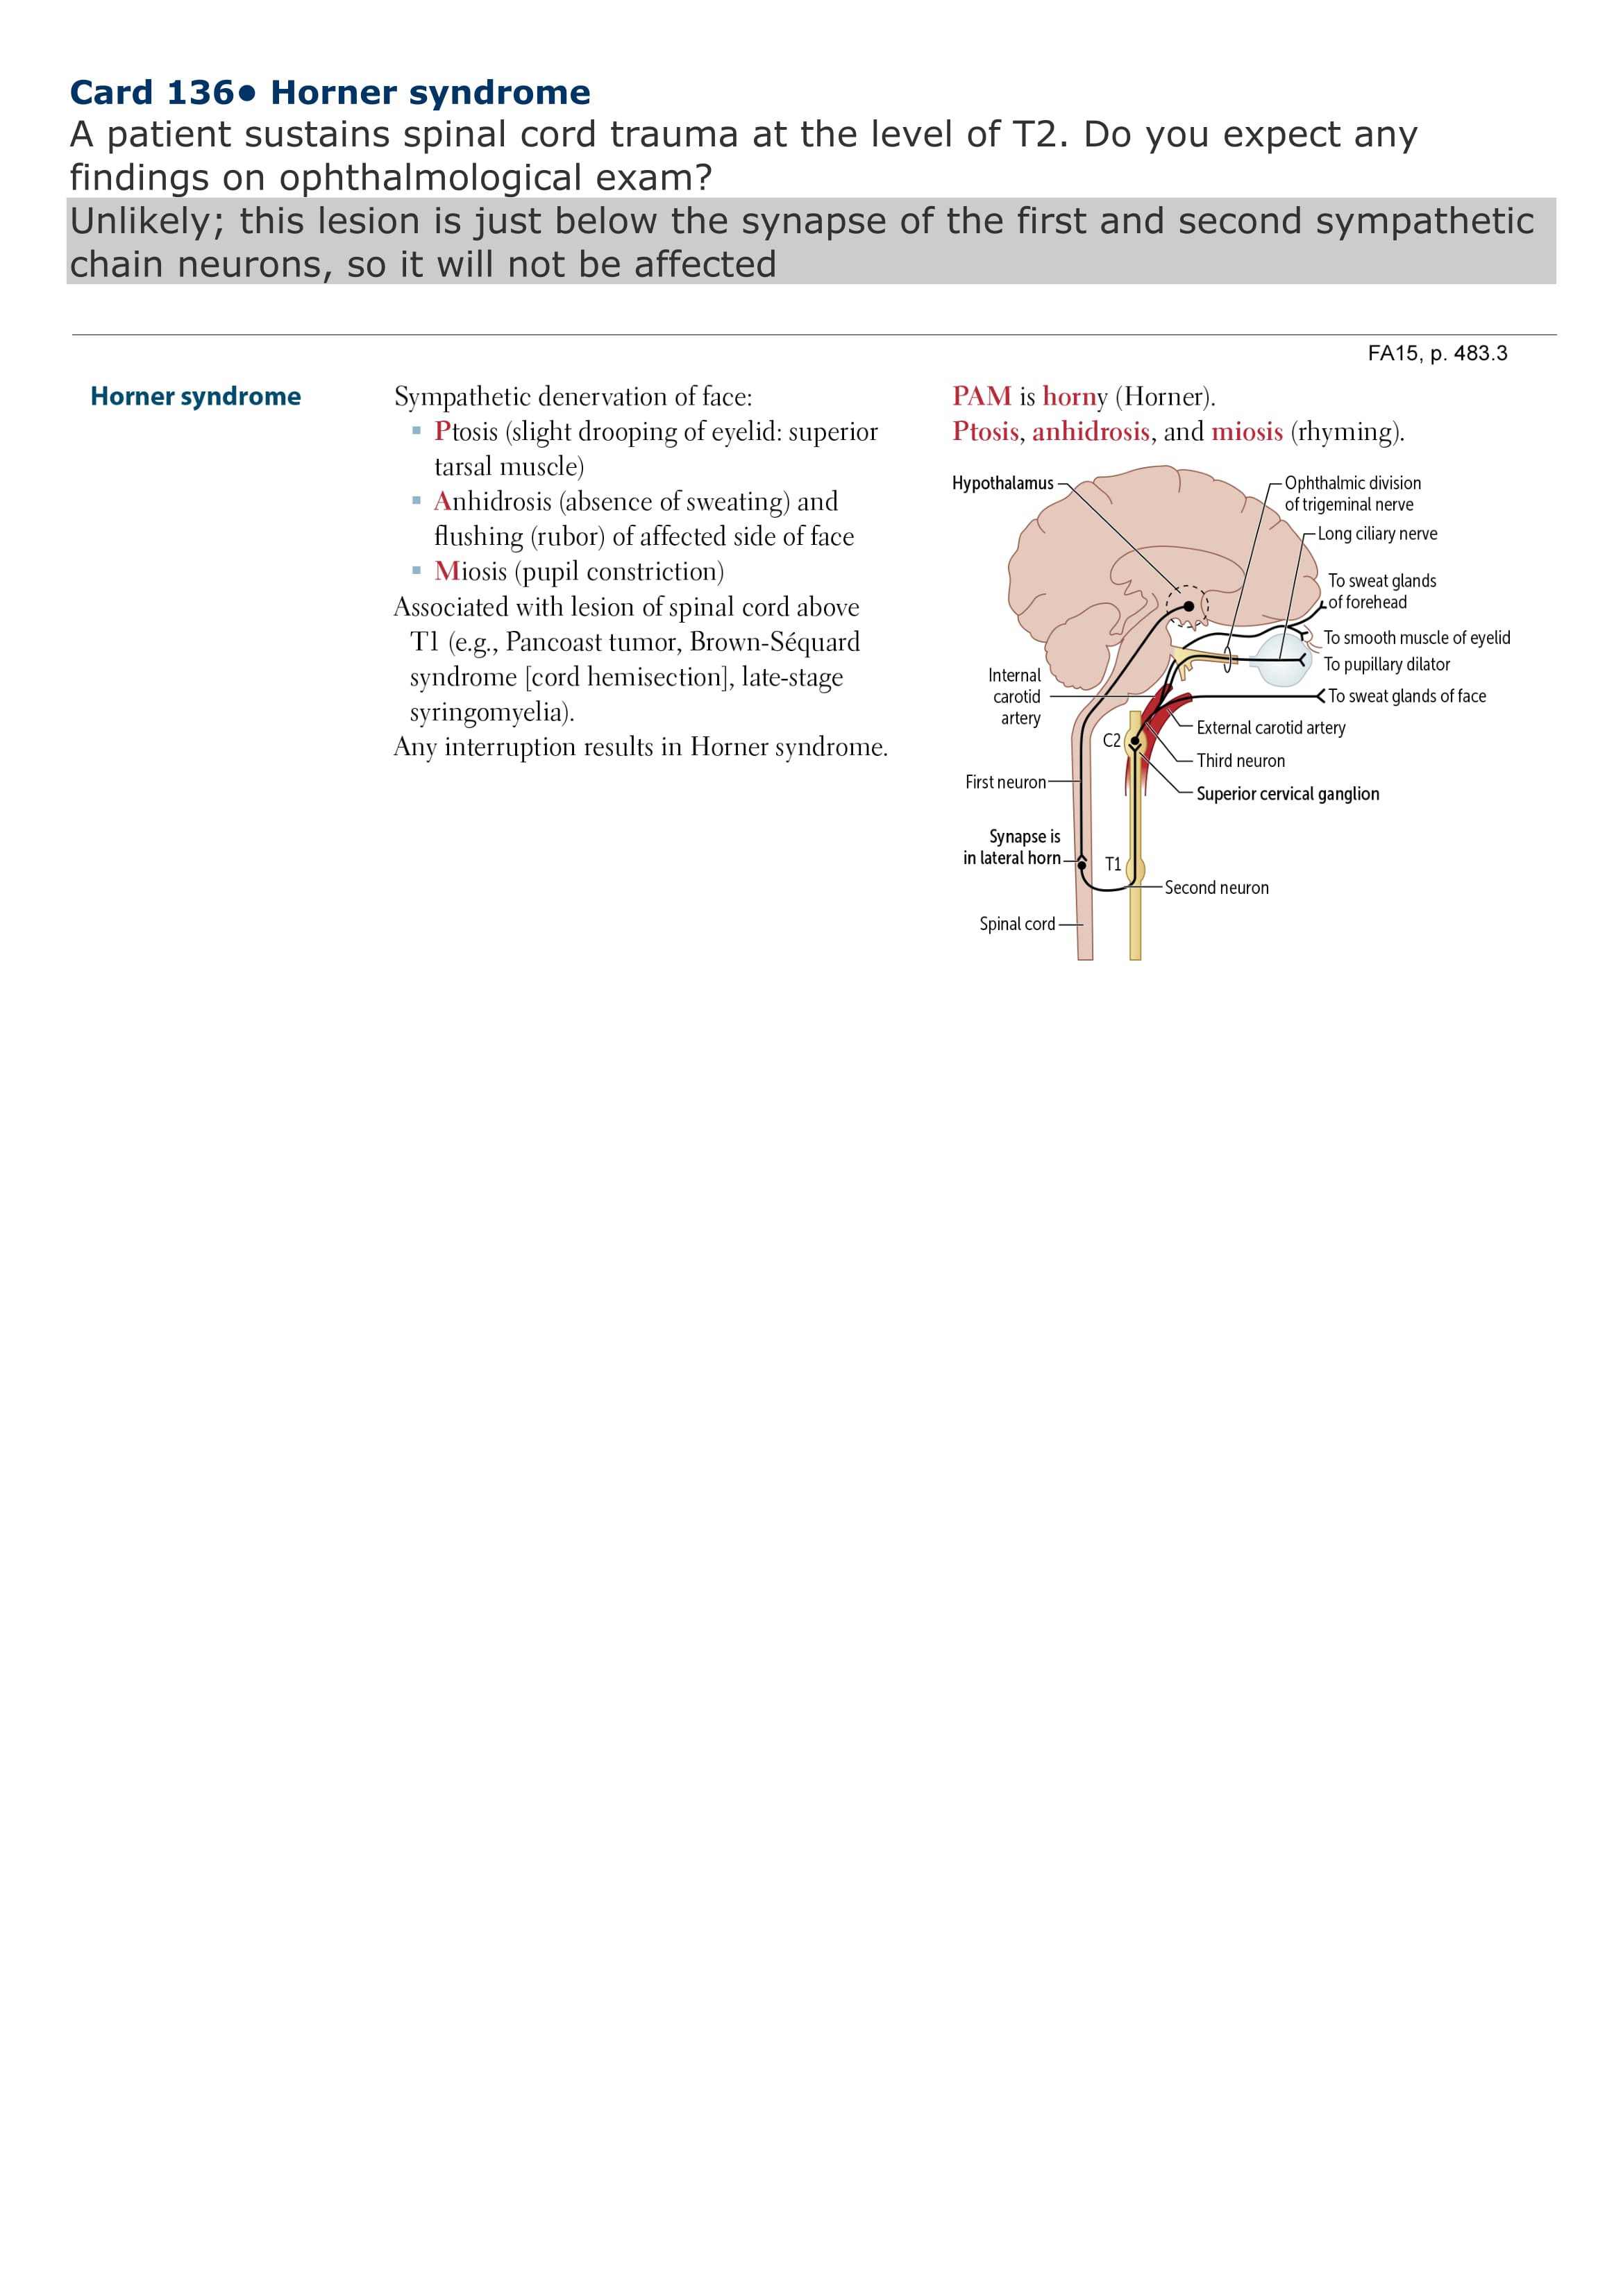 Card 136● Horner syndrome
A patient sustains spinal cord trauma at the level of T2. Do you expect any
findings on ophthalmological exam?
Unlikely; this lesion is just below the synapse of the first and second sympathetic
chain neurons, so it will not be affected
FA15, p. 483.3
Horner syndrome
Sympathetic denervation of face:
▪ Ptosis (slight drooping of eyelid: superior
tarsal muscle)
▪ Anhidrosis (absence of sweating) and
flushing (rubor) of affected side of face
▪ Miosis (pupil constriction)
Associated with lesion of spinal cord above
T1 (e.g., Pancoast tumor, Brown-Séquard
syndrome [cord hemisection], late-stage
syringomyelia).
Any interruption results in Horner syndrome.
PAM is horny (Horner).
Ptosis, anhidrosis, and miosis (rhyming).
Hypothalamus
Ophthalmic division
of trigeminal nerve
Long ciliary nerve
To sweat glands
of forehead
To smooth muscle of eyelid
To pupillary dilator
Internal
carotid
artery
To sweat glands of face
External carotid artery
C2
Third neuron
First neuron
Superior cervical ganglion
Synapse is
in lateral horn
T1
Second neuron
Spinal cord